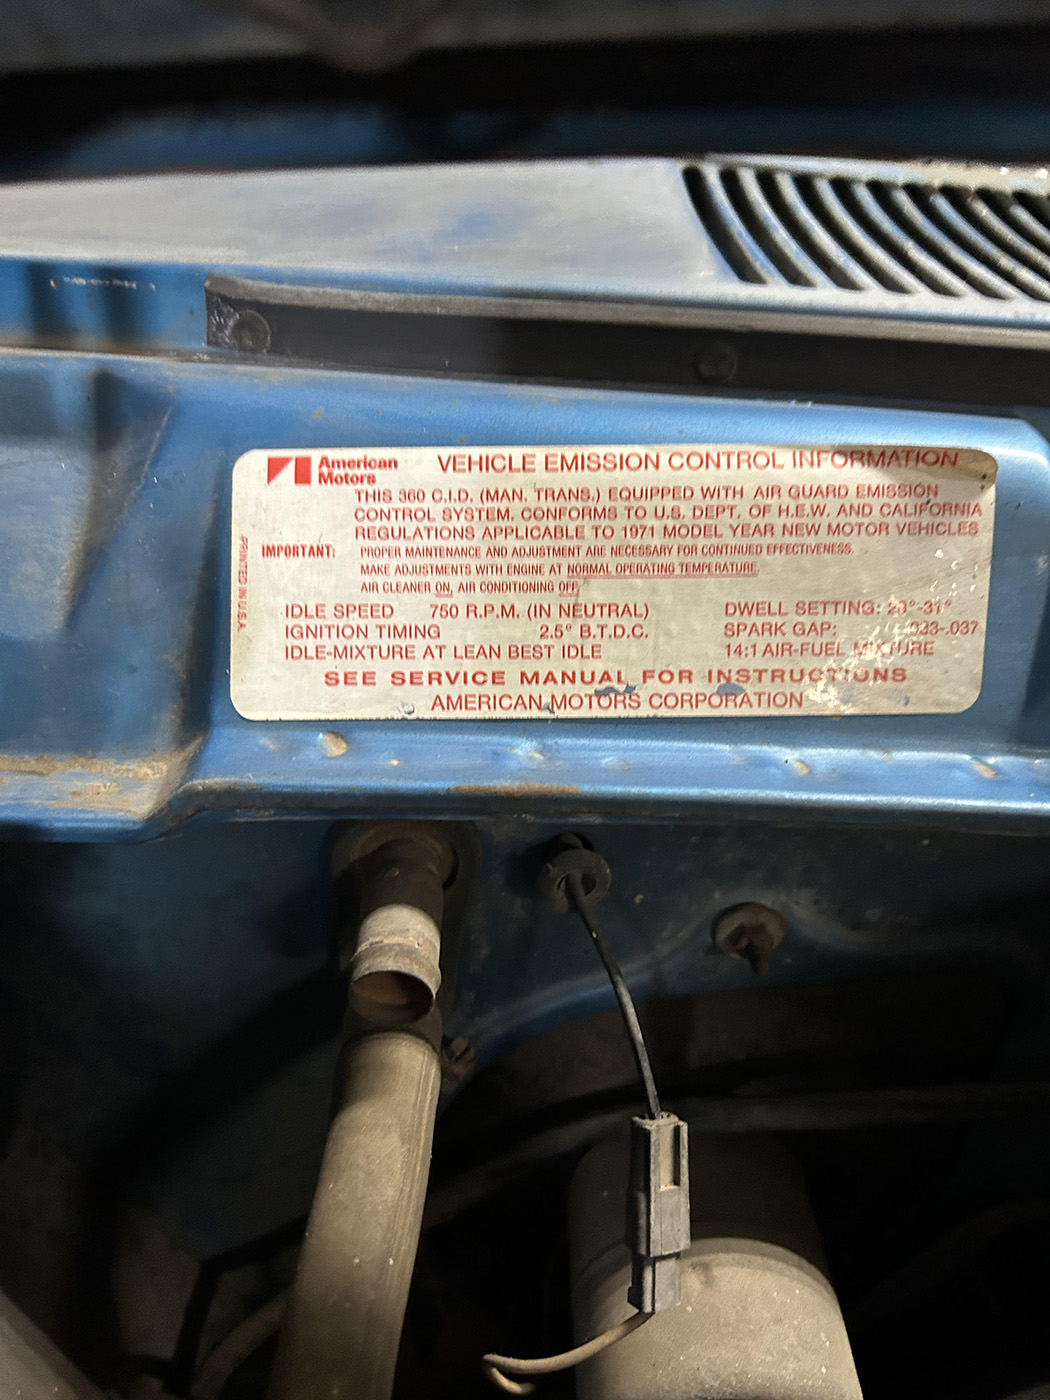 American
Motors
VEHICLE EMISSION CONTROL INFORMATION
THIS 360 C.I.D. (MAN. TRANS.) EQUIPPED WITH AIR GUARD EMISSION
CONTROL SYSTEM, CONFORMS TO U.S. DEPT. OF H.E.W. AND CALIFORNIA
REGULATIONS APPLICABLE TO 1971 MODEL YEAR NEW MOTOR VEHICLES
IMPORTANT: PROPER MAINTENANCE AND ADJUSTMENT ARE NECESSARY FOR CONTINUED EFFECTIVENESS.
MAKE ADJUSTMENTS WITH ENGINE AT NORMAL OPERATING TEMPERATURE.
AIR CLEANER ON, AIR CONDITIONING OFF.
IDLE SPEED 750 R.P.M. (IN NEUTRAL) DWELL SETTING:
IGNITION TIMING 2.5° B.T.D.C. SPARK GAP: .033-.037
IDLE-MIXTURE AT LEAN BEST IDLE 14:1 AIR-FUEL MIXTURE
SEE SERVICE MANUAL FOR INSTRUCTIONS
AMERICAN MOTORS CORPORATION
PRINTED IN U.S.A.